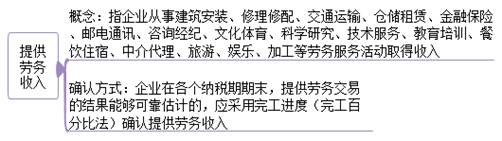 提供
劳务
收入
概念：指企业从事建筑安装、修理修配、交通运输、仓储租赁、金融保险
、邮电通讯、咨询经纪、文化体育、科学研究、技术服务、教育培训、餐
饮住宿、中介代理、旅游、娱乐、加工等劳务服务活动取得收入
确认方式：企业在各个纳税期期末，提供劳务交易
的结果能够可靠估计的，应采用完工进度（完工百
分比法）确认提供劳务收入